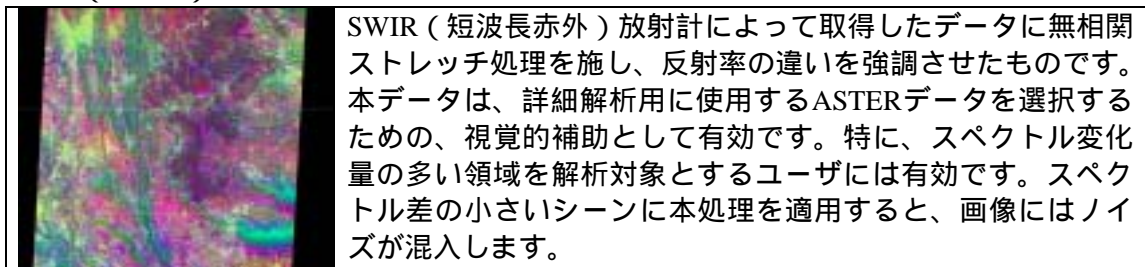 SWIR（短波長赤外）放射計によって取得したデータに無相関
ストレッチ処理を施し、反射率の違いを強調させたものです。
本データは、詳細解析用に使用するASTERデータを選択する
ための、視覚的補助として有効です。特に、スペクトル変化
量の多い領域を解析対象とするユーザには有効です。スペク
トル差の小さいシーンに本処理を適用すると、画像にはノイ
ズが混入します。